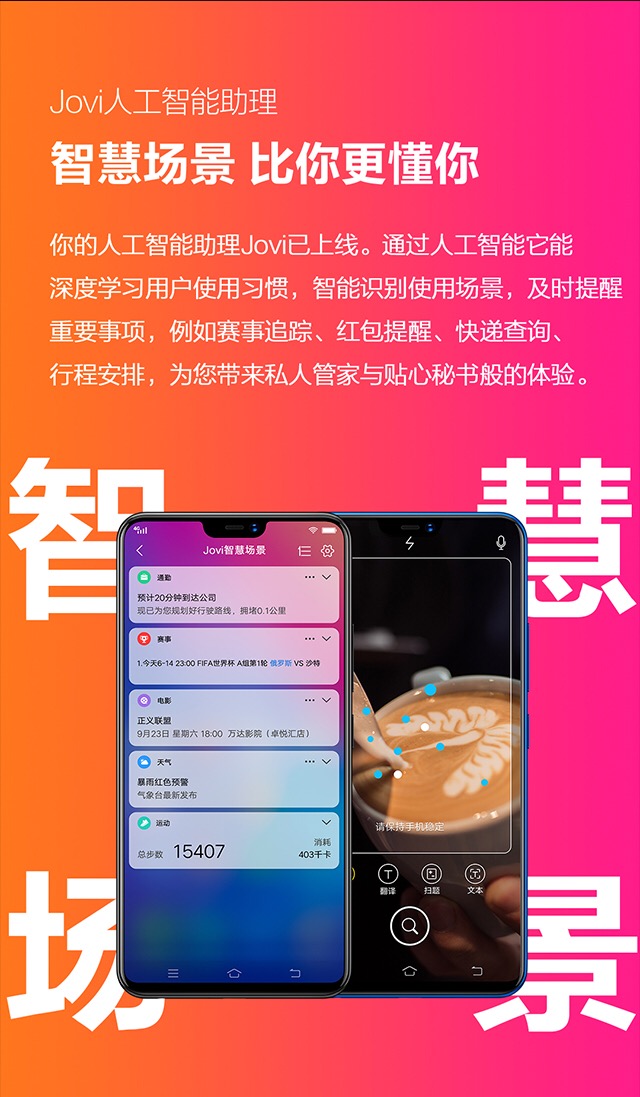 Jovi人工智能助理
智慧场景 比你更懂你
你的人工智能助理Jovi已上线。通过人工智能它能
深度学习用户使用习惯，智能识别使用场景，及时提醒
重要事项，例如赛事追踪、红包提醒、快递查询、
行程安排，为您带来私人管家与贴心秘书般的体验。
智 慧
4G
Jovi智慧场景
通勤
预计20分钟到达公司
现已为您规划好行驶路线，拥堵0.1公里
赛事
1.今天6-14 23:00 FIFA世界杯 A组第1轮 俄罗斯 VS 沙特
电影
正义联盟
9月23日 星期六 18:00 万达影院（卓悦汇店）
天气
暴雨红色预警
气象台最新发布
运动
总步数 15407
消耗
403千卡
请保持手机稳定
翻译 扫题 文本
场 景